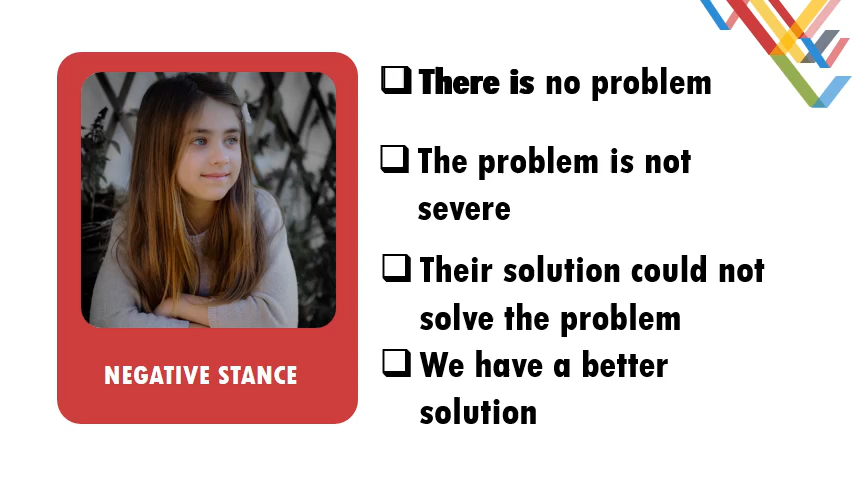 There is no problem
The problem is not
severe
Their solution could not
solve the problem
We have a better
solution
NEGATIVE STANCE